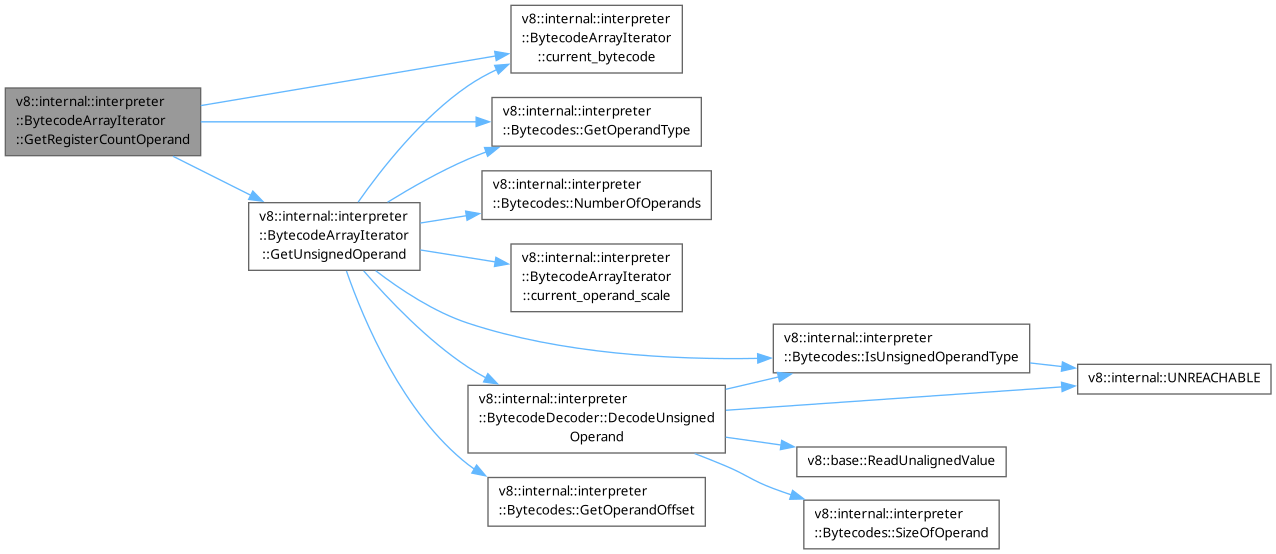 v8::internal::interpreter
::BytecodeArrayIterator
::GetRegisterCountOperand
v8::internal::interpreter
::BytecodeArrayIterator
::current_bytecode
v8::internal::interpreter
::Bytecodes::GetOperandType
v8::internal::interpreter
::BytecodeArrayIterator
::GetUnsignedOperand
v8::internal::interpreter
::Bytecodes::NumberOfOperands
v8::internal::interpreter
::BytecodeArrayIterator
::current_operand_scale
v8::internal::interpreter
::Bytecodes::IsUnsignedOperandType
v8::internal::UNREACHABLE
v8::internal::interpreter
::BytecodeDecoder::DecodeUnsigned
Operand
v8::base::ReadUnalignedValue
v8::internal::interpreter
::Bytecodes::GetOperandOffset
v8::internal::interpreter
::Bytecodes::SizeOfOperand